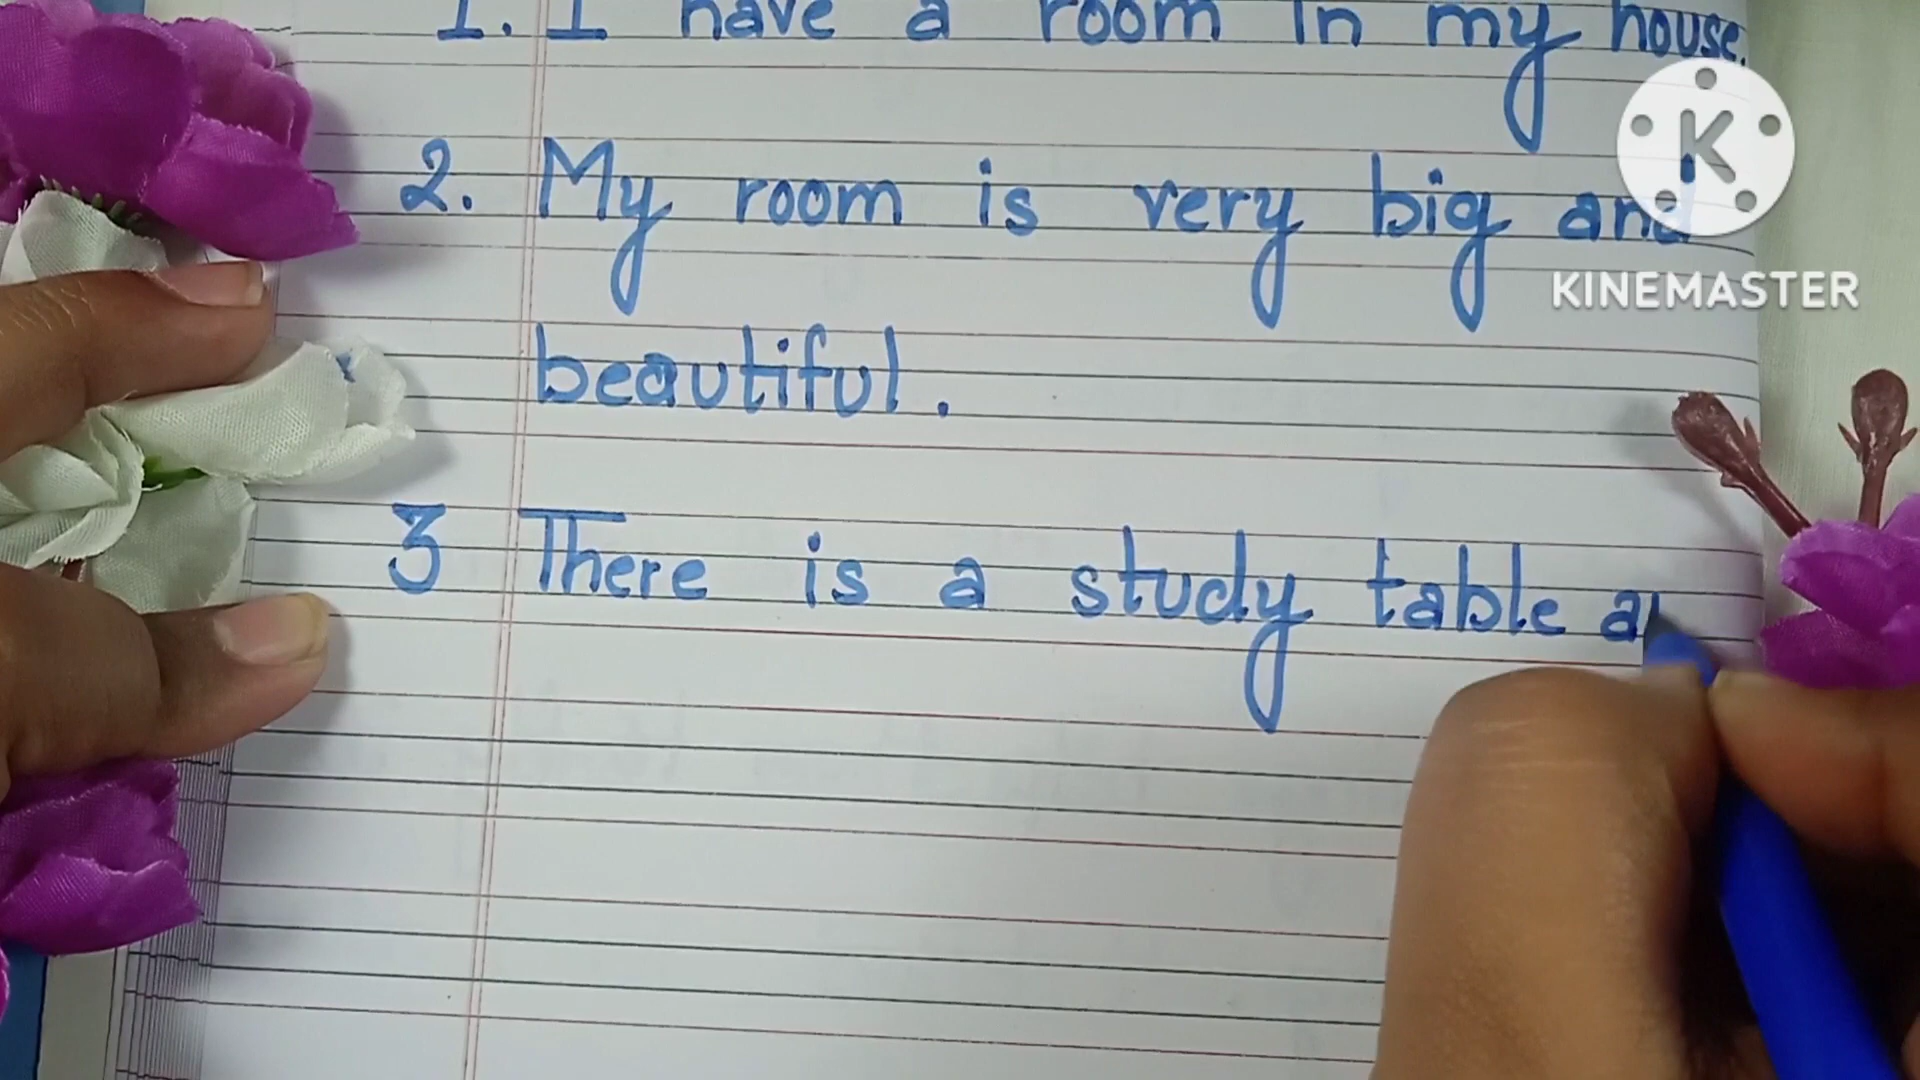 1. I have a room in my house.
2. My room is very big and
K
KINEMASTER
beautiful.
3 There is a study table